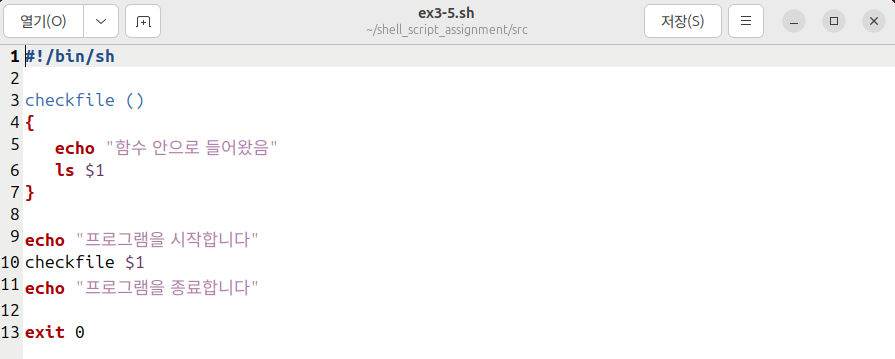 열기(O)
ex3-5.sh
~/shell_script_assignment/src
저장(S)
1 #!/bin/sh
2
3 checkfile ()
4 {
5    echo "함수 안으로 들어왔음"
6    ls $1
7 }
8
9 echo "프로그램을 시작합니다"
10 checkfile $1
11 echo "프로그램을 종료합니다"
12
13 exit 0